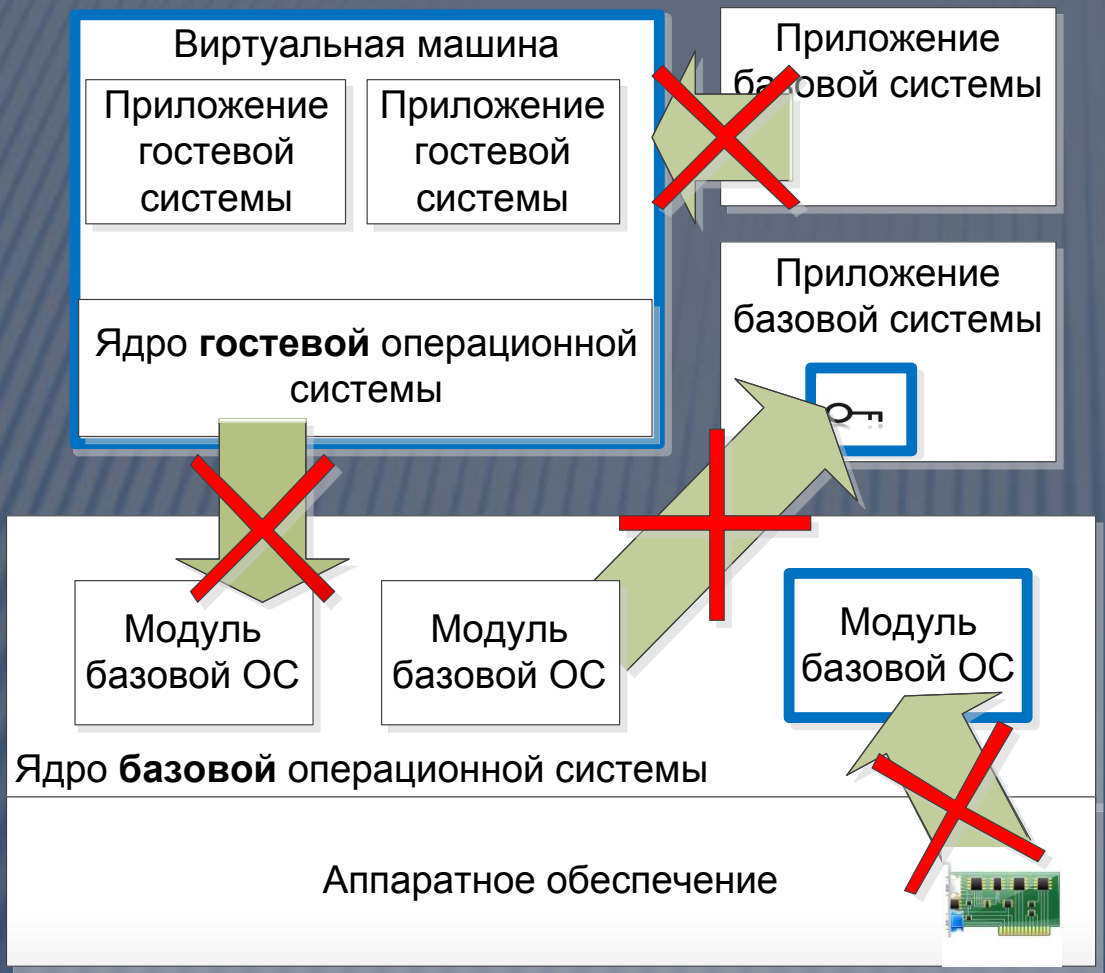 Виртуальная машина
Приложение
гостевой
системы
Приложение
гостевой
системы
Ядро гостевой операционной
системы
Приложение
базовой системы
Приложение
базовой системы
Модуль
базовой ОС
Модуль
базовой ОС
Модуль
базовой ОС
Ядро базовой операционной системы
Аппаратное обеспечение